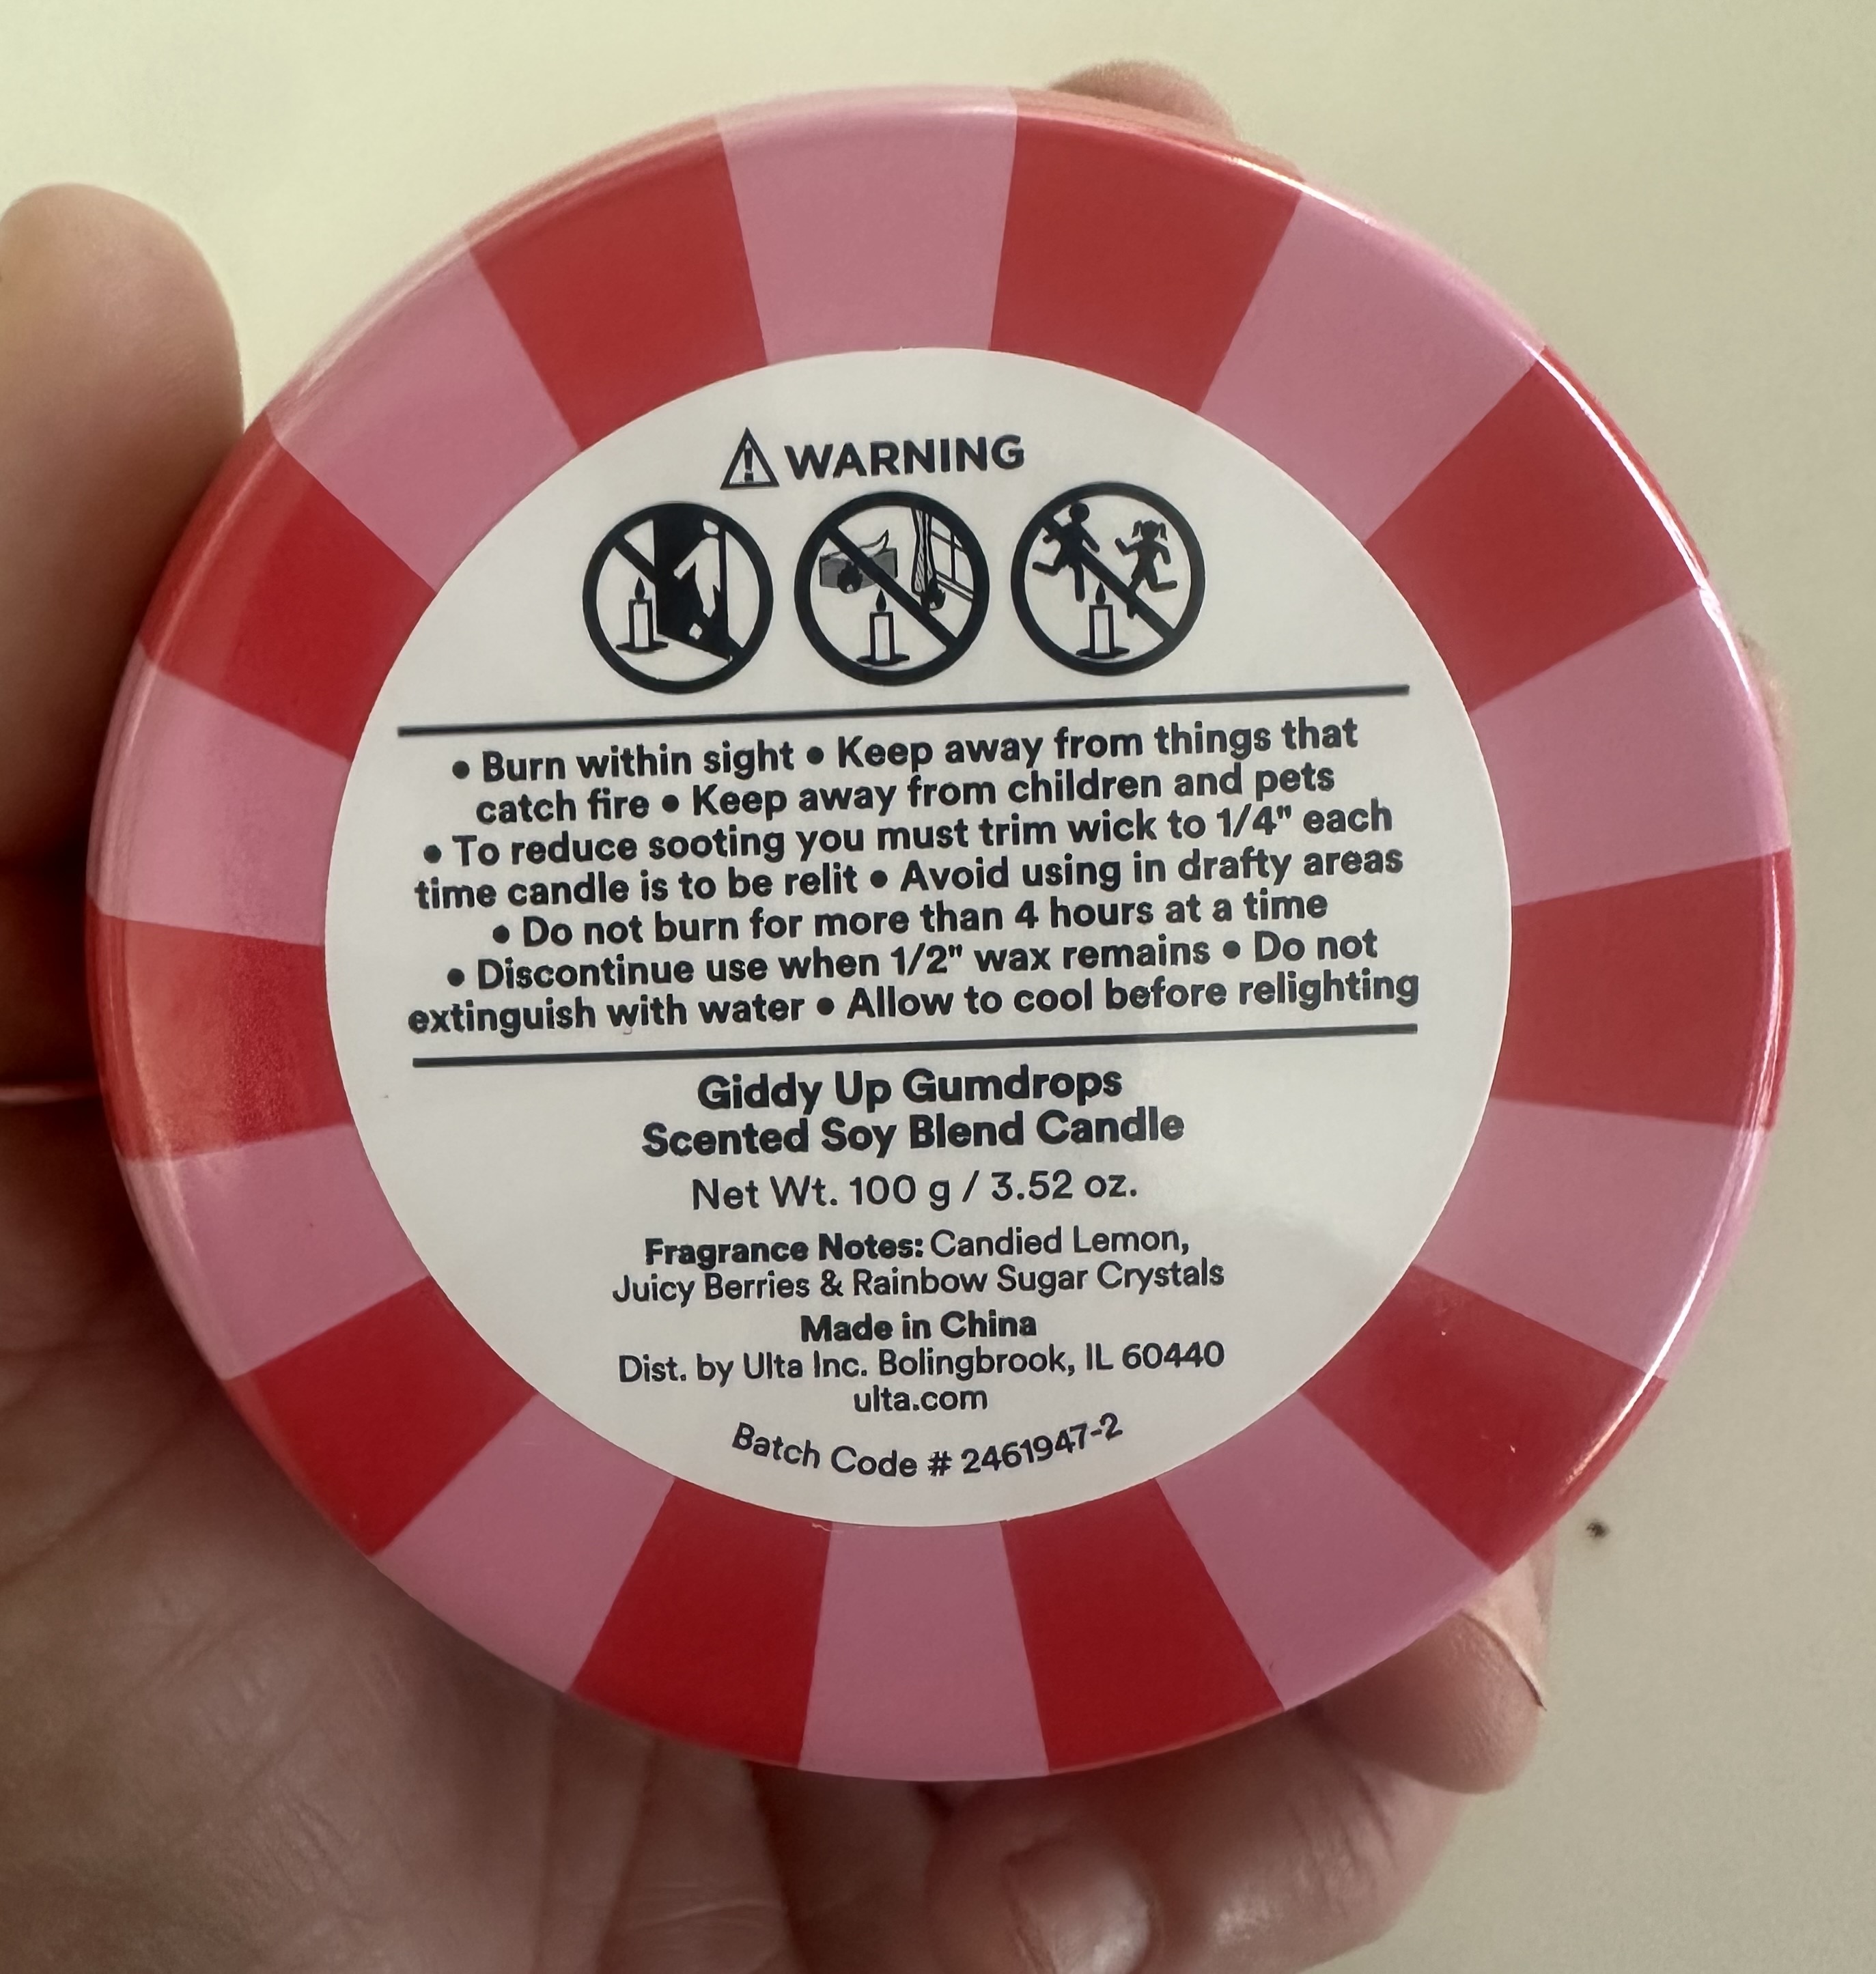 WARNING
• Burn within sight • Keep away from things that
catch fire • Keep away from children and pets
• To reduce sooting you must trim wick to 1/4" each
time candle is to be relit • Avoid using in drafty areas
• Do not burn for more than 4 hours at a time
• Discontinue use when 1/2" wax remains • Do not
extinguish with water • Allow to cool before relighting
Giddy Up Gumdrops
Scented Soy Blend Candle
Net Wt. 100 g / 3.52 oz.
Fragrance Notes: Candied Lemon,
Juicy Berries & Rainbow Sugar Crystals
Made in China
Dist. by Ulta Inc. Bolingbrook, IL 60440
ulta.com
Batch Code # 2461947-2